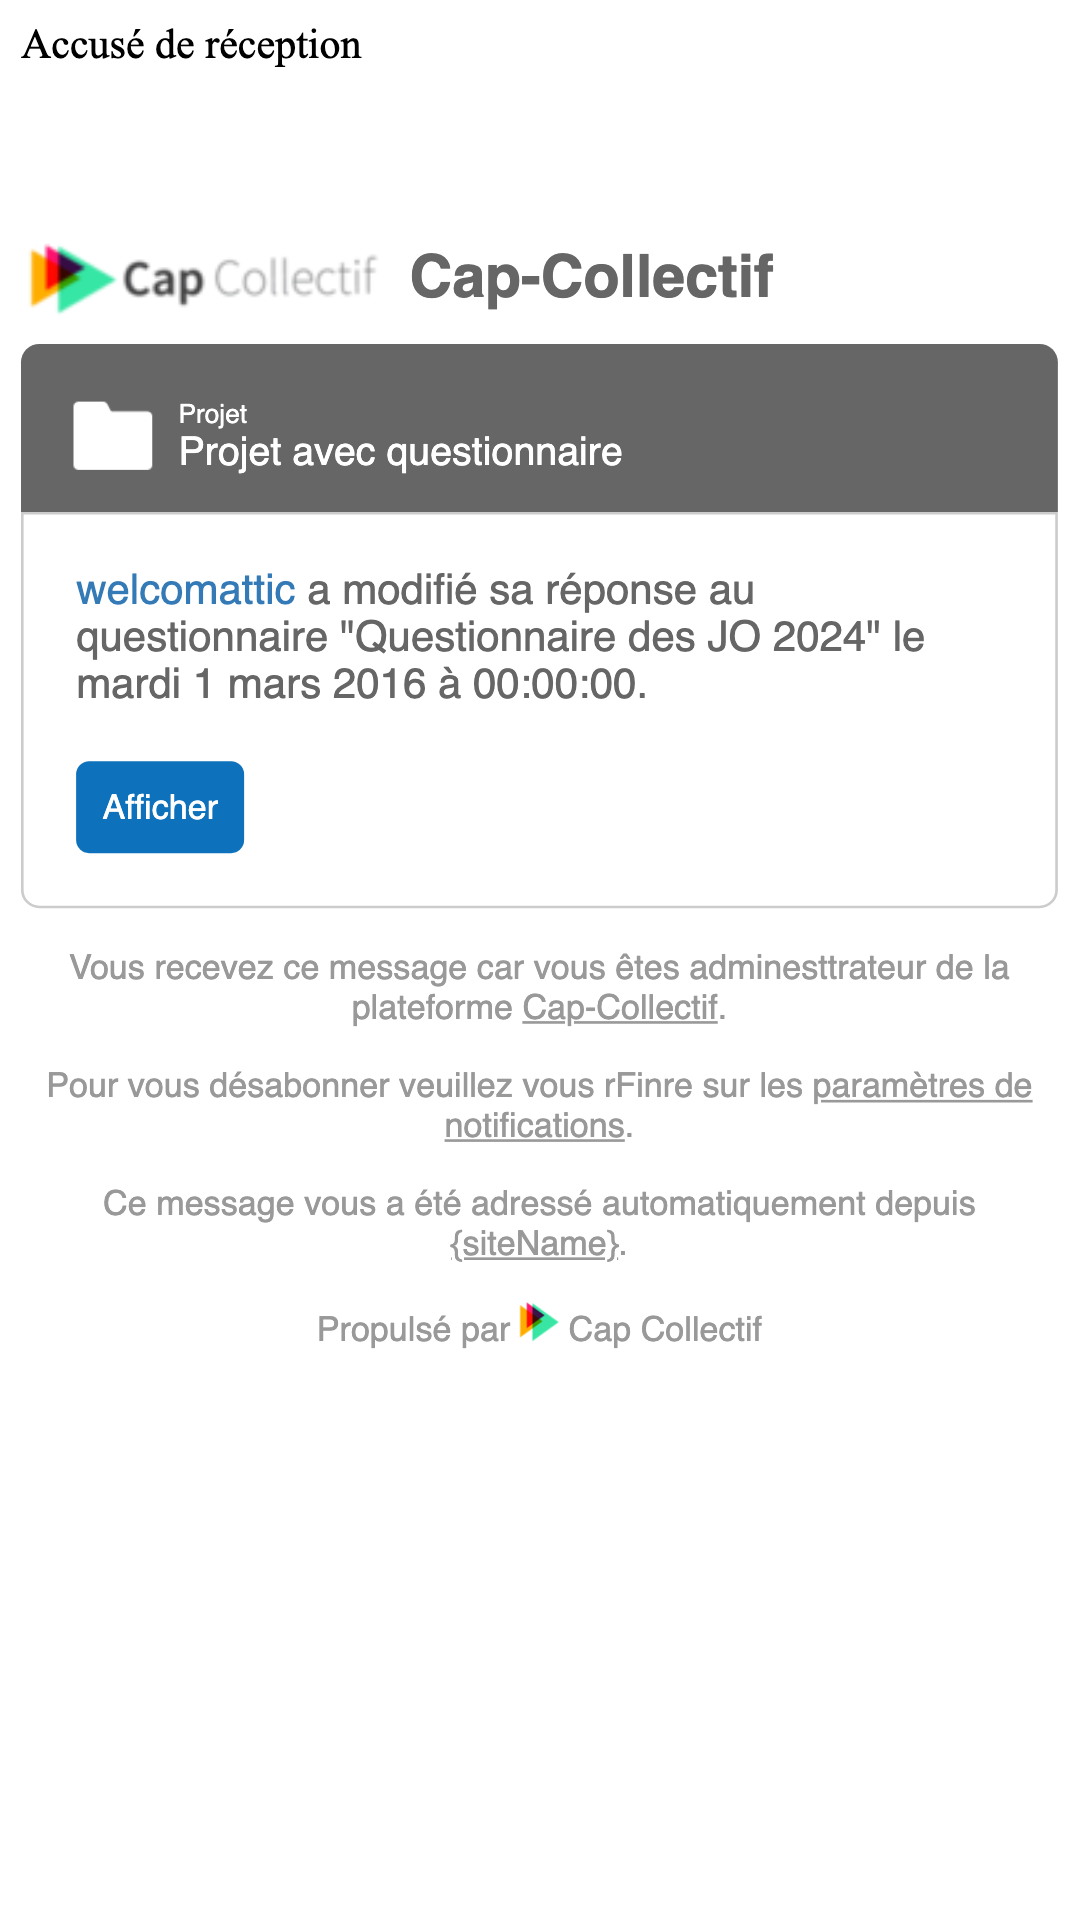 Accusé de réception
Cap Collectif Cap-Collectif
Projet
Projet avec questionnaire
welcomattic a modifié sa réponse au
questionnaire "Questionnaire des JO 2024" le
mardi 1 mars 2016 à 00:00:00.
Afficher
Vous recevez ce message car vous êtes adminesttrateur de la
plateforme Cap-Collectif.
Pour vous désabonner veuillez vous rFinre sur les paramètres de
notifications.
Ce message vous a été adressé automatiquement depuis
{siteName}.
Propulsé par Cap Collectif